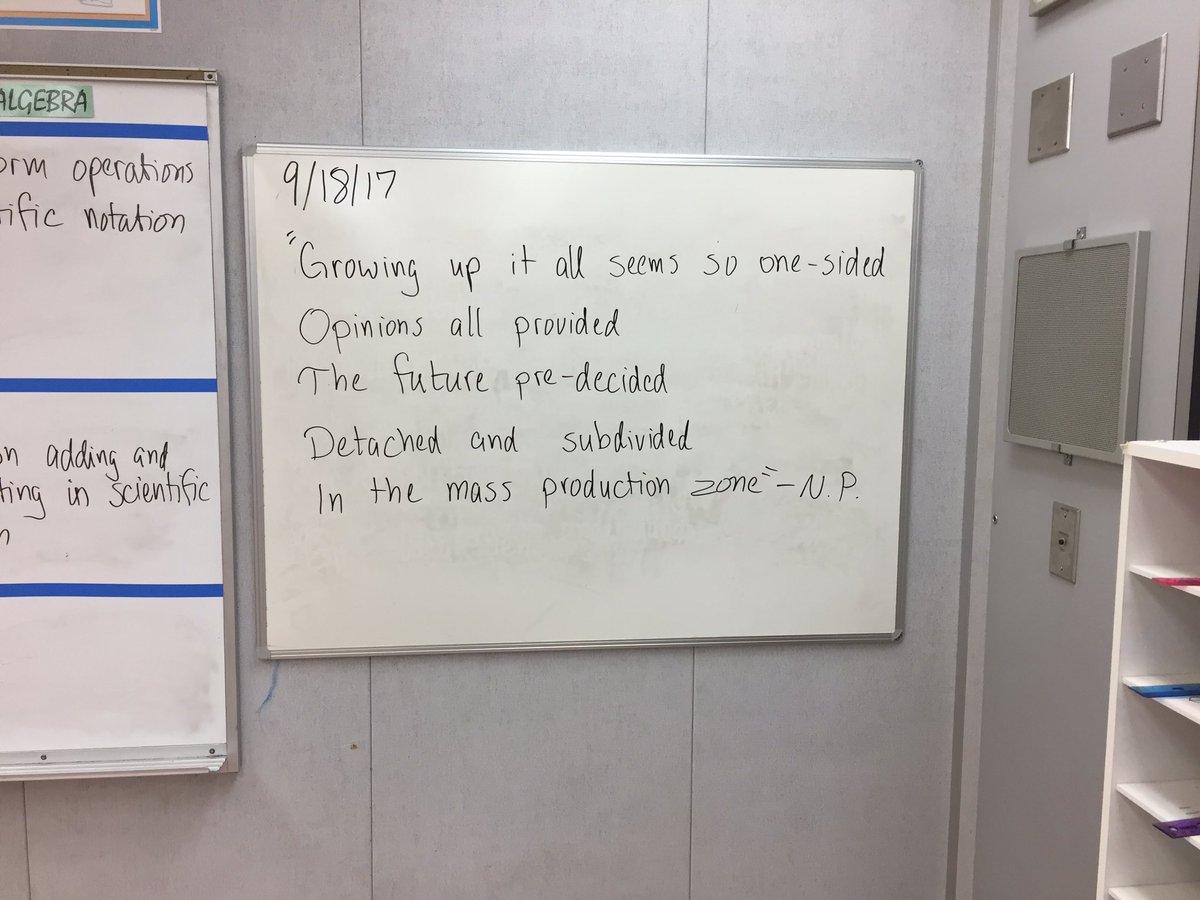 ALGEBRA
orm operations
ific notation
n adding and
ting in scientific
n
9/18/17
"Growing up it all seems so one-sided
Opinions all provided
The future pre-decided
Detached and subdivided
In the mass production zone" - N.P.